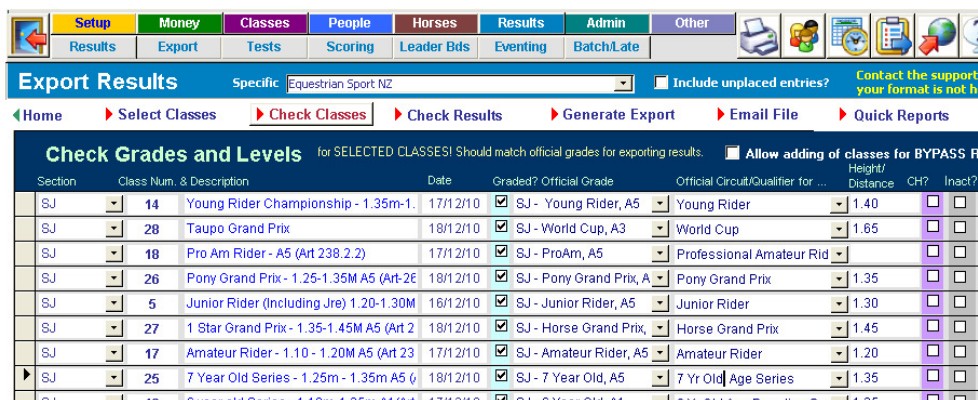 Setup Money Classes People Horses Results Admin Other
Results Export Tests Scoring Leader Bds Eventing Batch/Late
Export Results Specific Equestrian Sport NZ Include unplaced entries? Contact the support
your format is not h
Home Select Classes Check Classes Check Results Generate Export Email File Quick Reports
Check Grades and Levels for SELECTED CLASSES! Should match official grades for exporting results. Allow adding of classes for BYPASS R
Section Class Num. & Description Date Graded? Official Grade Official Circuit/Qualifier for ... Height/ Distance CH? Inact?
SJ 14 Young Rider Championship - 1.35m-1. 17/12/10 SJ - Young Rider, A5 Young Rider 1.40
SJ 28 Taupo Grand Prix 18/12/10 SJ - World Cup, A3 World Cup 1.65
SJ 18 Pro Am Rider - A5 (Art 238.2.2) 17/12/10 SJ - ProAm, A5 Professional Amateur Rid
SJ 26 Pony Grand Prix - 1.25-1.35M A5 (Art-26 18/12/10 SJ - Pony Grand Prix, A Pony Grand Prix 1.35
SJ 5 Junior Rider (Including Jre) 1.20-1.30M 16/12/10 SJ - Junior Rider, A5 Junior Rider 1.30
SJ 27 1 Star Grand Prix - 1.35-1.45M A5 (Art 2 18/12/10 SJ - Horse Grand Prix, Horse Grand Prix 1.45
SJ 17 Amateur Rider - 1.10 - 1.20M A5 (Art 23 17/12/10 SJ - Amateur Rider, A5 Amateur Rider 1.20
SJ 25 7 Year Old Series - 1.25m - 1.35m A5 ( 18/12/10 SJ - 7 Year Old, A5 7 Yr Old Age Series 1.35